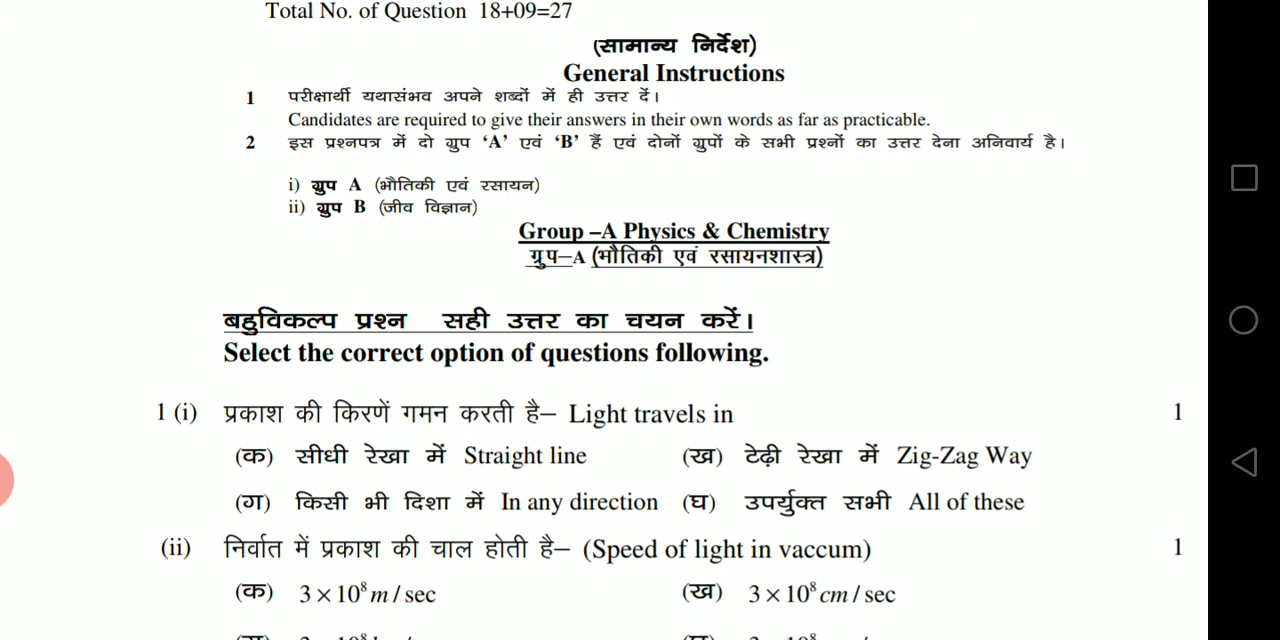 Total No. of Question 18+09=27
(सामान्य निर्देश)
General Instructions
1 परीक्षार्थी यथासंभव अपने शब्दों में ही उत्तर दें।
Candidates are required to give their answers in their own words as far as practicable.
2 इस प्रश्नपत्र में दो ग्रुप ‘A’ एवं ‘B’ हैं एवं दोनों ग्रुपों के सभी प्रश्नों का उत्तर देना अनिवार्य है।
i) ग्रुप A (भौतिकी एवं रसायन)
ii) ग्रुप B (जीव विज्ञान)
Group –A Physics & Chemistry
ग्रुप–A (भौतिकी एवं रसायनशास्त्र)
बहुविकल्प प्रश्न सही उत्तर का चयन करें।
Select the correct option of questions following.
1 (i) प्रकाश की किरणें गमन करती है– Light travels in 1
(क) सीधी रेखा में Straight line (ख) टेढ़ी रेखा में Zig-Zag Way
(ग) किसी भी दिशा में In any direction (घ) उपर्युक्त सभी All of these
(ii) निर्वात में प्रकाश की चाल होती है– (Speed of light in vaccum) 1
(क) 3 × 10⁸ m / sec (ख) 3 × 10⁸ cm / sec